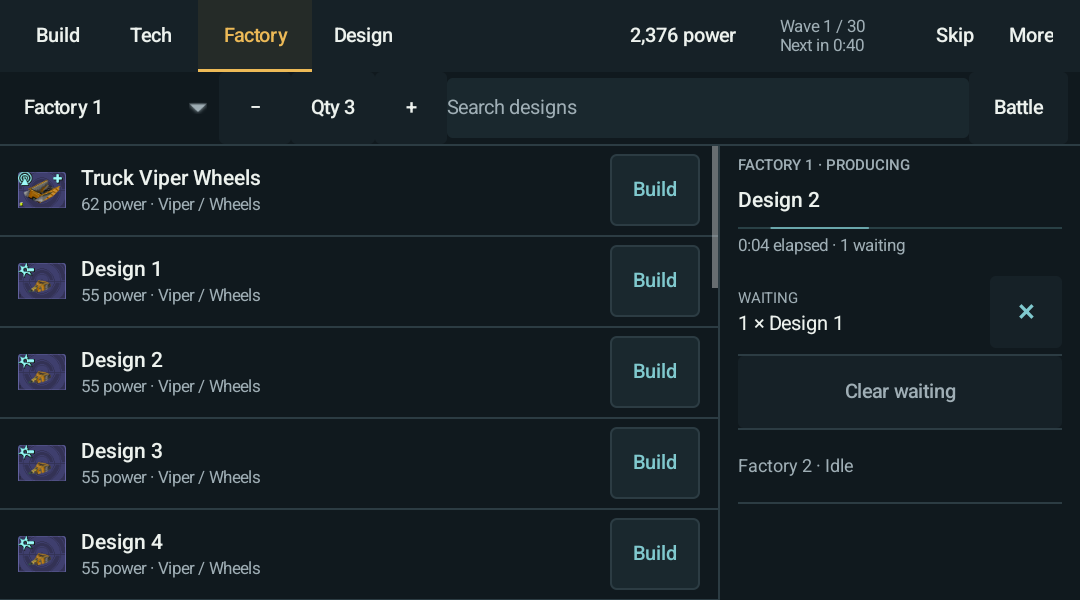 Build
Tech
Factory
Design
2,376 power
Wave 1 / 30
Next in 0:40
Skip
More
Factory 1
−
Qty 3
+
Search designs
Battle
Truck Viper Wheels
62 power · Viper / Wheels
Build
Design 1
55 power · Viper / Wheels
Build
Design 2
55 power · Viper / Wheels
Build
Design 3
55 power · Viper / Wheels
Build
Design 4
55 power · Viper / Wheels
Build
FACTORY 1 · PRODUCING
Design 2
0:04 elapsed · 1 waiting
WAITING
1 × Design 1
×
Clear waiting
Factory 2 · Idle